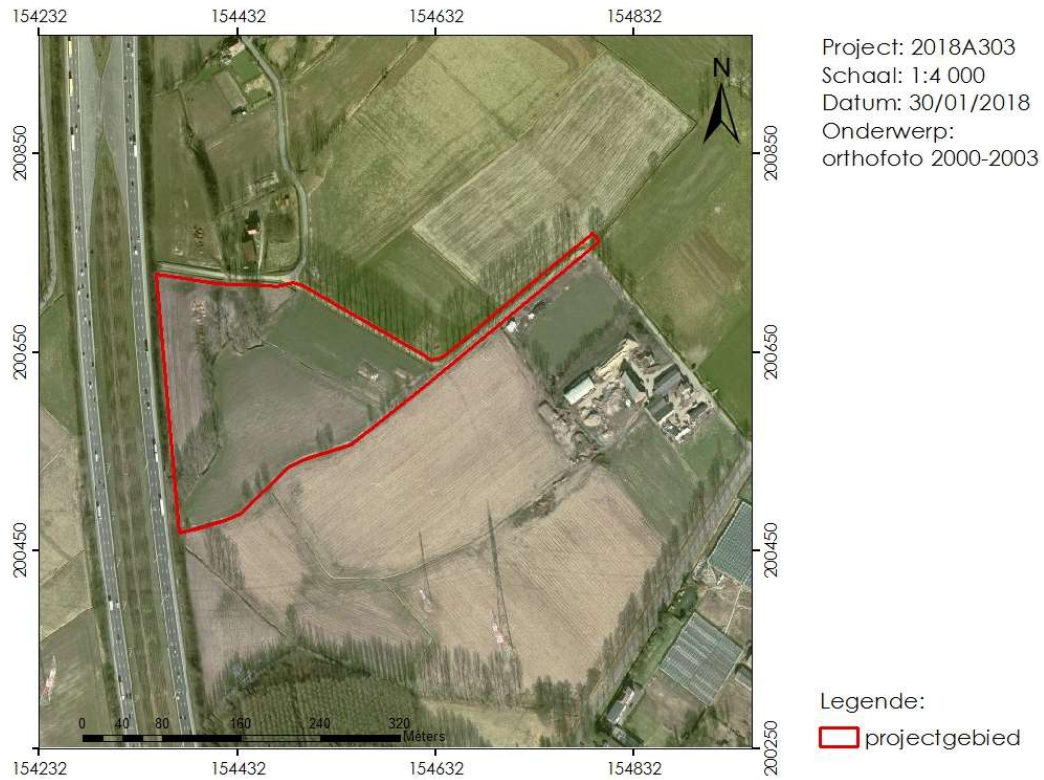 154232 154432 154632 154832
Project: 2018A303
Schaal: 1:4 000
Datum: 30/01/2018
Onderwerp:
orthofoto 2000-2003
N
200850 200850
200650 200650
200450 200450
200250 200250
0 40 80 160 240 320
Meters
154232 154432 154632 154832
Legende:
projectgebied